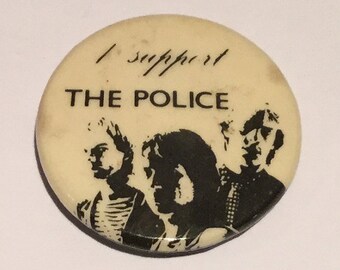 I support
THE POLICE